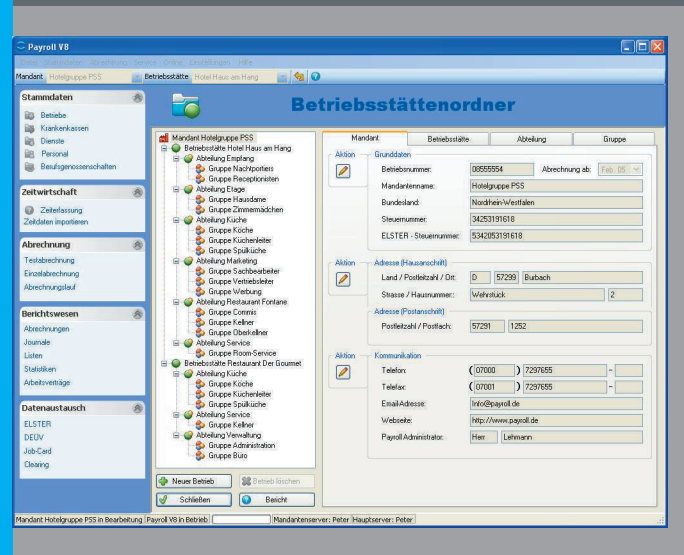 Payroll V8
Mandant Hotelgruppe PSS Betriebsstätte Hotel Haus am Hang
Stammdaten
Betriebe
Krankenkassen
Dienste
Personal
Berufsgenossenschaften
Zeitwirtschaft
Zeiterfassung
Zeitdaten importieren
Abrechnung
Testabrechnung
Einzelabrechnung
Abrechnungslauf
Berichtswesen
Abrechnungen
Journale
Listen
Statistiken
Arbeitsverträge
Datenaustausch
ELSTER
DEÜV
Job-Card
Clearing
Betriebsstättenordner
Mandant Hotelgruppe PSS
Betriebsstätte Hotel Haus am Hang
Abteilung Empfang
Gruppe Nachtportiers
Gruppe Receptionisten
Abteilung Etage
Gruppe Hausdame
Gruppe Zimmermädchen
Abteilung Küche
Gruppe Köche
Gruppe Küchenleiter
Gruppe Spülküche
Abteilung Marketing
Gruppe Sachbearbeiter
Gruppe Vertriebsleiter
Gruppe Werbung
Abteilung Restaurant Fontane
Gruppe Commis
Gruppe Kellner
Gruppe Oberkellner
Abteilung Service
Gruppe Room-Service
Betriebsstätte Restaurant Der Gourmet
Abteilung Küche
Gruppe Köche
Gruppe Küchenleiter
Gruppe Spülküche
Abteilung Service
Gruppe Kellner
Abteilung Verwaltung
Gruppe Administration
Gruppe Büro
Neuer Betrieb Betrieb löschen
Schließen Bericht
Mandant Betriebsstätte Abteilung Gruppe
Aktion Grunddaten
Betriebsnummer: 08555554 Abrechnung ab: Feb. 05
Mandantenname: Hotelgruppe PSS
Bundesland: Nordrhein-Westfalen
Steuernummer: 34253191618
ELSTER - Steuernummer: 5342053191618
Aktion Adresse (Hausanschrift)
Land / Postleitzahl / Ort: D 57299 Burbach
Strasse / Hausnummer: Wehrstück 2
Adresse (Postanschrift)
Postleitzahl / Postfach: 57291 1252
Aktion Kommunikation
Telefon: ( 07000 ) 7297655 -
Telefax: ( 07001 ) 7297655 -
Email-Adresse: Info@payroll.de
Webseite: http://www.payroll.de
Payroll Administrator: Herr Lehmann
Mandant Hotelgruppe PSS in Bearbeitung Payroll V8 in Betrieb Mandantenserver: Peter Hauptserver: Peter